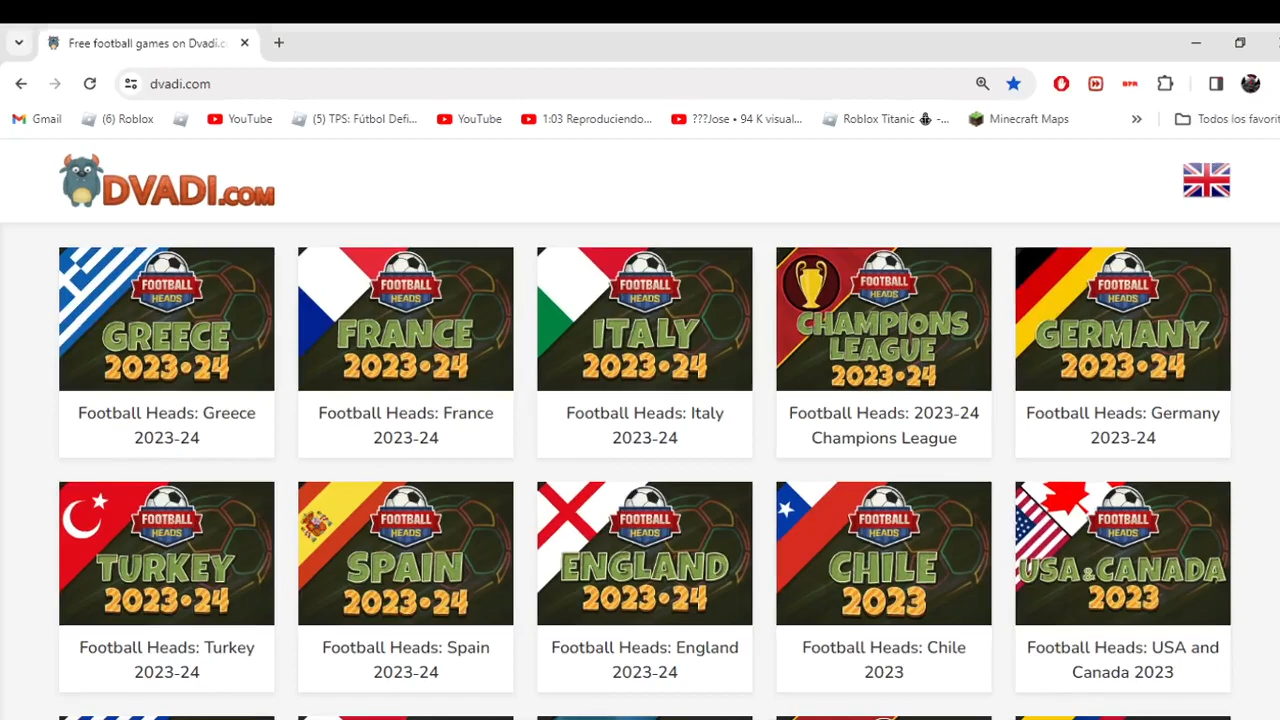 Free football games on Dvadi.c
dvadi.com
Gmail
(6) Roblox
YouTube
(5) TPS: Fútbol Defi...
YouTube
1:03 Reproduciendo...
???Jose • 94 K visual...
Roblox Titanic -...
Minecraft Maps
Todos los favorit
DVADI.COM
FOOTBALL
HEADS
GREECE
2023•24
FOOTBALL
HEADS
FRANCE
2023•24
FOOTBALL
HEADS
ITALY
2023•24
FOOTBALL
HEADS
CHAMPIONS
LEAGUE
2023•24
FOOTBALL
HEADS
GERMANY
2023•24
Football Heads: Greece
2023-24
Football Heads: France
2023-24
Football Heads: Italy
2023-24
Football Heads: 2023-24
Champions League
Football Heads: Germany
2023-24
FOOTBALL
HEADS
TURKEY
2023•24
FOOTBALL
HEADS
SPAIN
2023•24
FOOTBALL
HEADS
ENGLAND
2023•24
FOOTBALL
HEADS
CHILE
2023
FOOTBALL
HEADS
USA & CANADA
2023
Football Heads: Turkey
2023-24
Football Heads: Spain
2023-24
Football Heads: England
2023-24
Football Heads: Chile
2023
Football Heads: USA and
Canada 2023